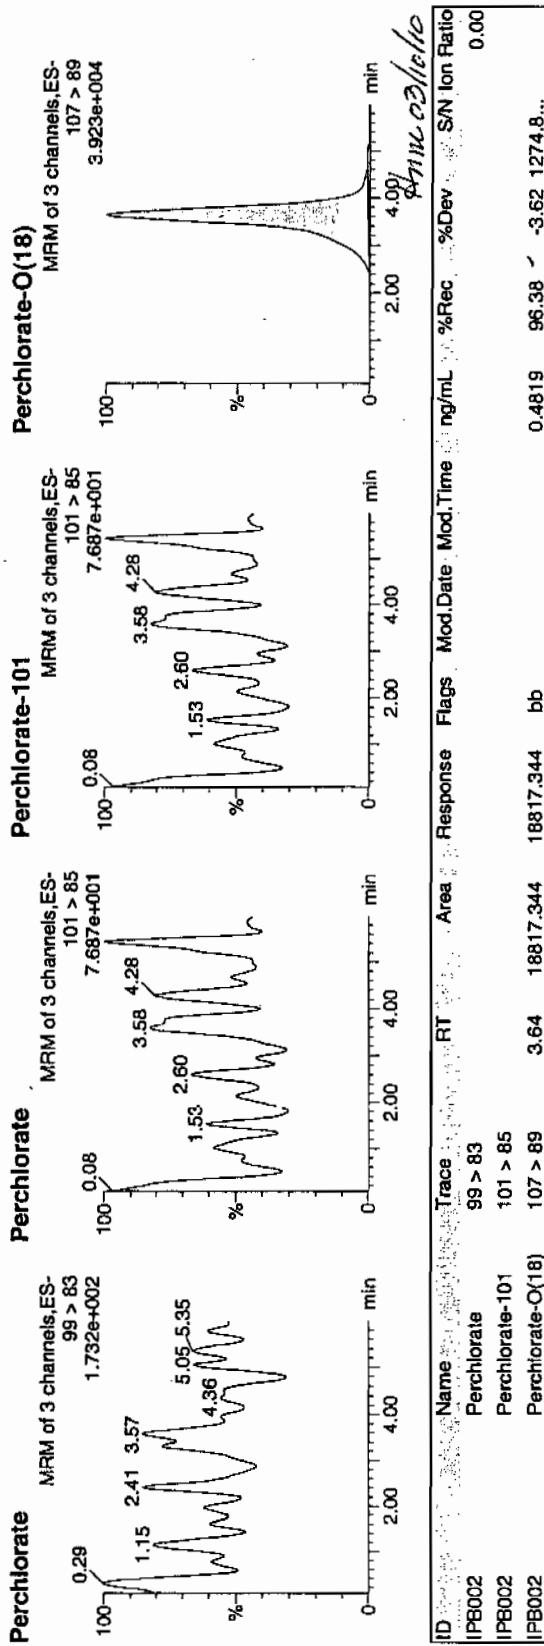 Perchlorate
MRM of 3 channels,ES-
99 > 83
1.732e+002
100
%
0
0.29
1.15
2.41
3.57
4.36
5.05
5.35
2.00
4.00
min
Perchlorate
MRM of 3 channels,ES-
101 > 85
7.687e+001
100
%
0
0.08
1.53
2.60
3.58
4.28
2.00
4.00
min
Perchlorate-101
MRM of 3 channels,ES-
101 > 85
7.687e+001
100
%
0
0.08
1.53
2.60
3.58
4.28
2.00
4.00
min
Perchlorate-O(18)
MRM of 3 channels,ES-
107 > 89
3.923e+004
100
%
0
2.00
4.00
min
03/10/10
ID Name Trace RT Area Response Flags Mod.Date Mod.Time ng/mL %Rec %Dev S/N Ion Ratio
IPB002 Perchlorate 99 > 83 0.00
IPB002 Perchlorate-101 101 > 85
IPB002 Perchlorate-O(18) 107 > 89 3.64 18817.344 18817.344 bb 0.4819 96.38 -3.62 1274.8...